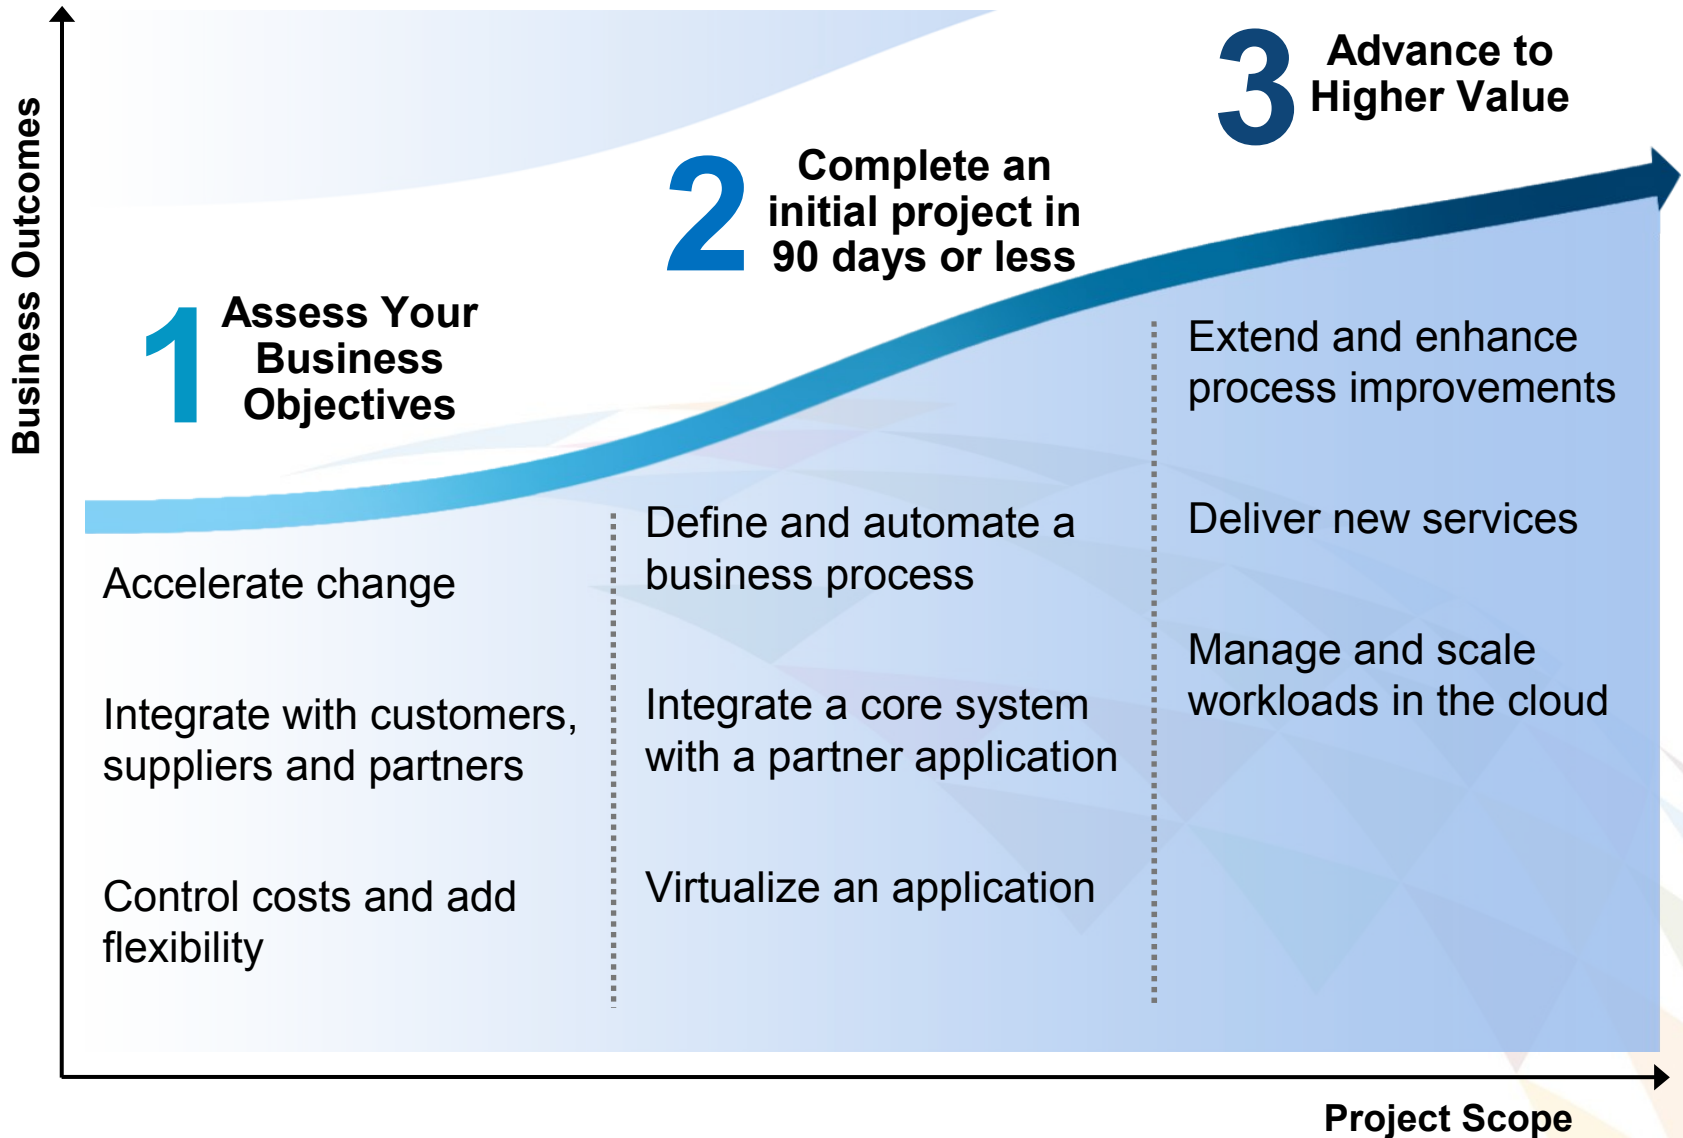 Business Outcomes
1
Assess Your
Business
Objectives
Accelerate change
Integrate with customers,
suppliers and partners
Control costs and add
flexibility
2
Complete an
initial project in
90 days or less
Define and automate a
business process
Integrate a core system
with a partner application
Virtualize an application
3
Advance to
Higher Value
Extend and enhance
process improvements
Deliver new services
Manage and scale
workloads in the cloud
Project Scope